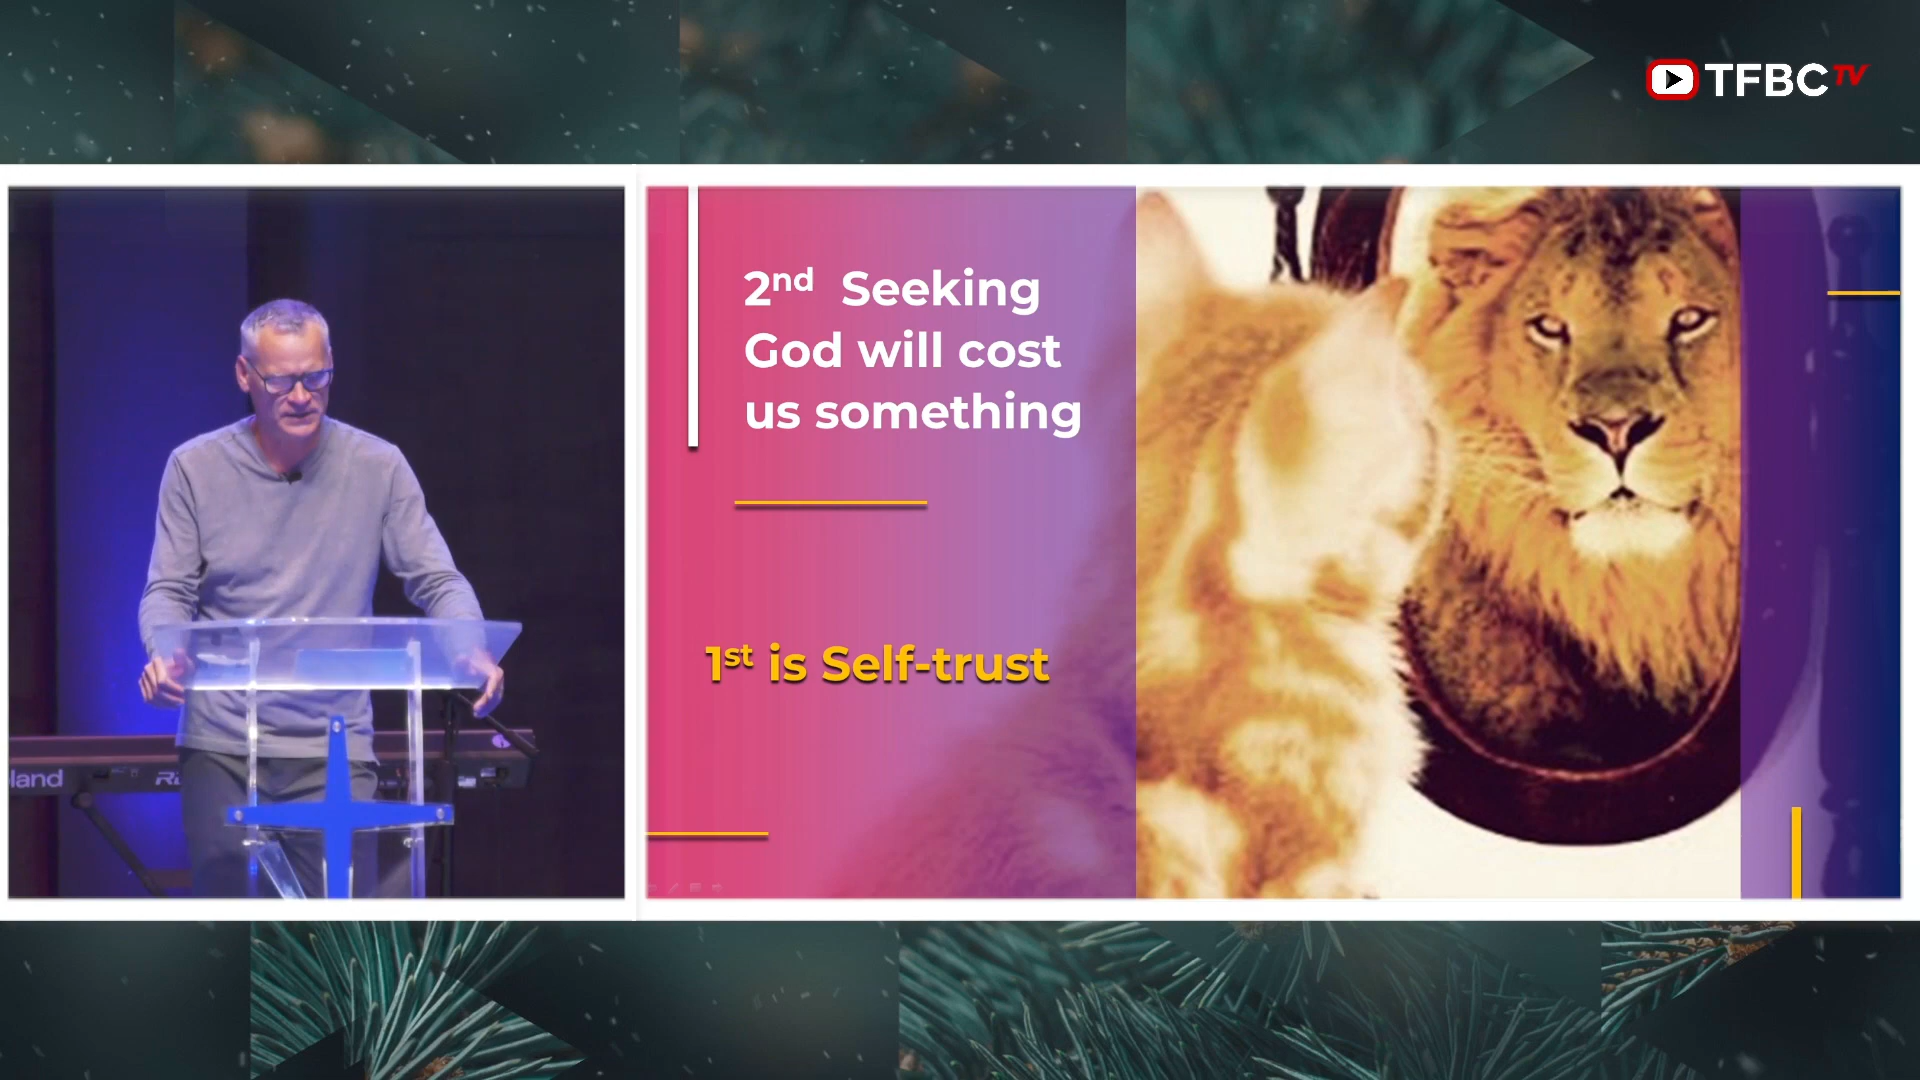 TFBC TV
2nd Seeking
God will cost
us something
1st is Self-trust
land